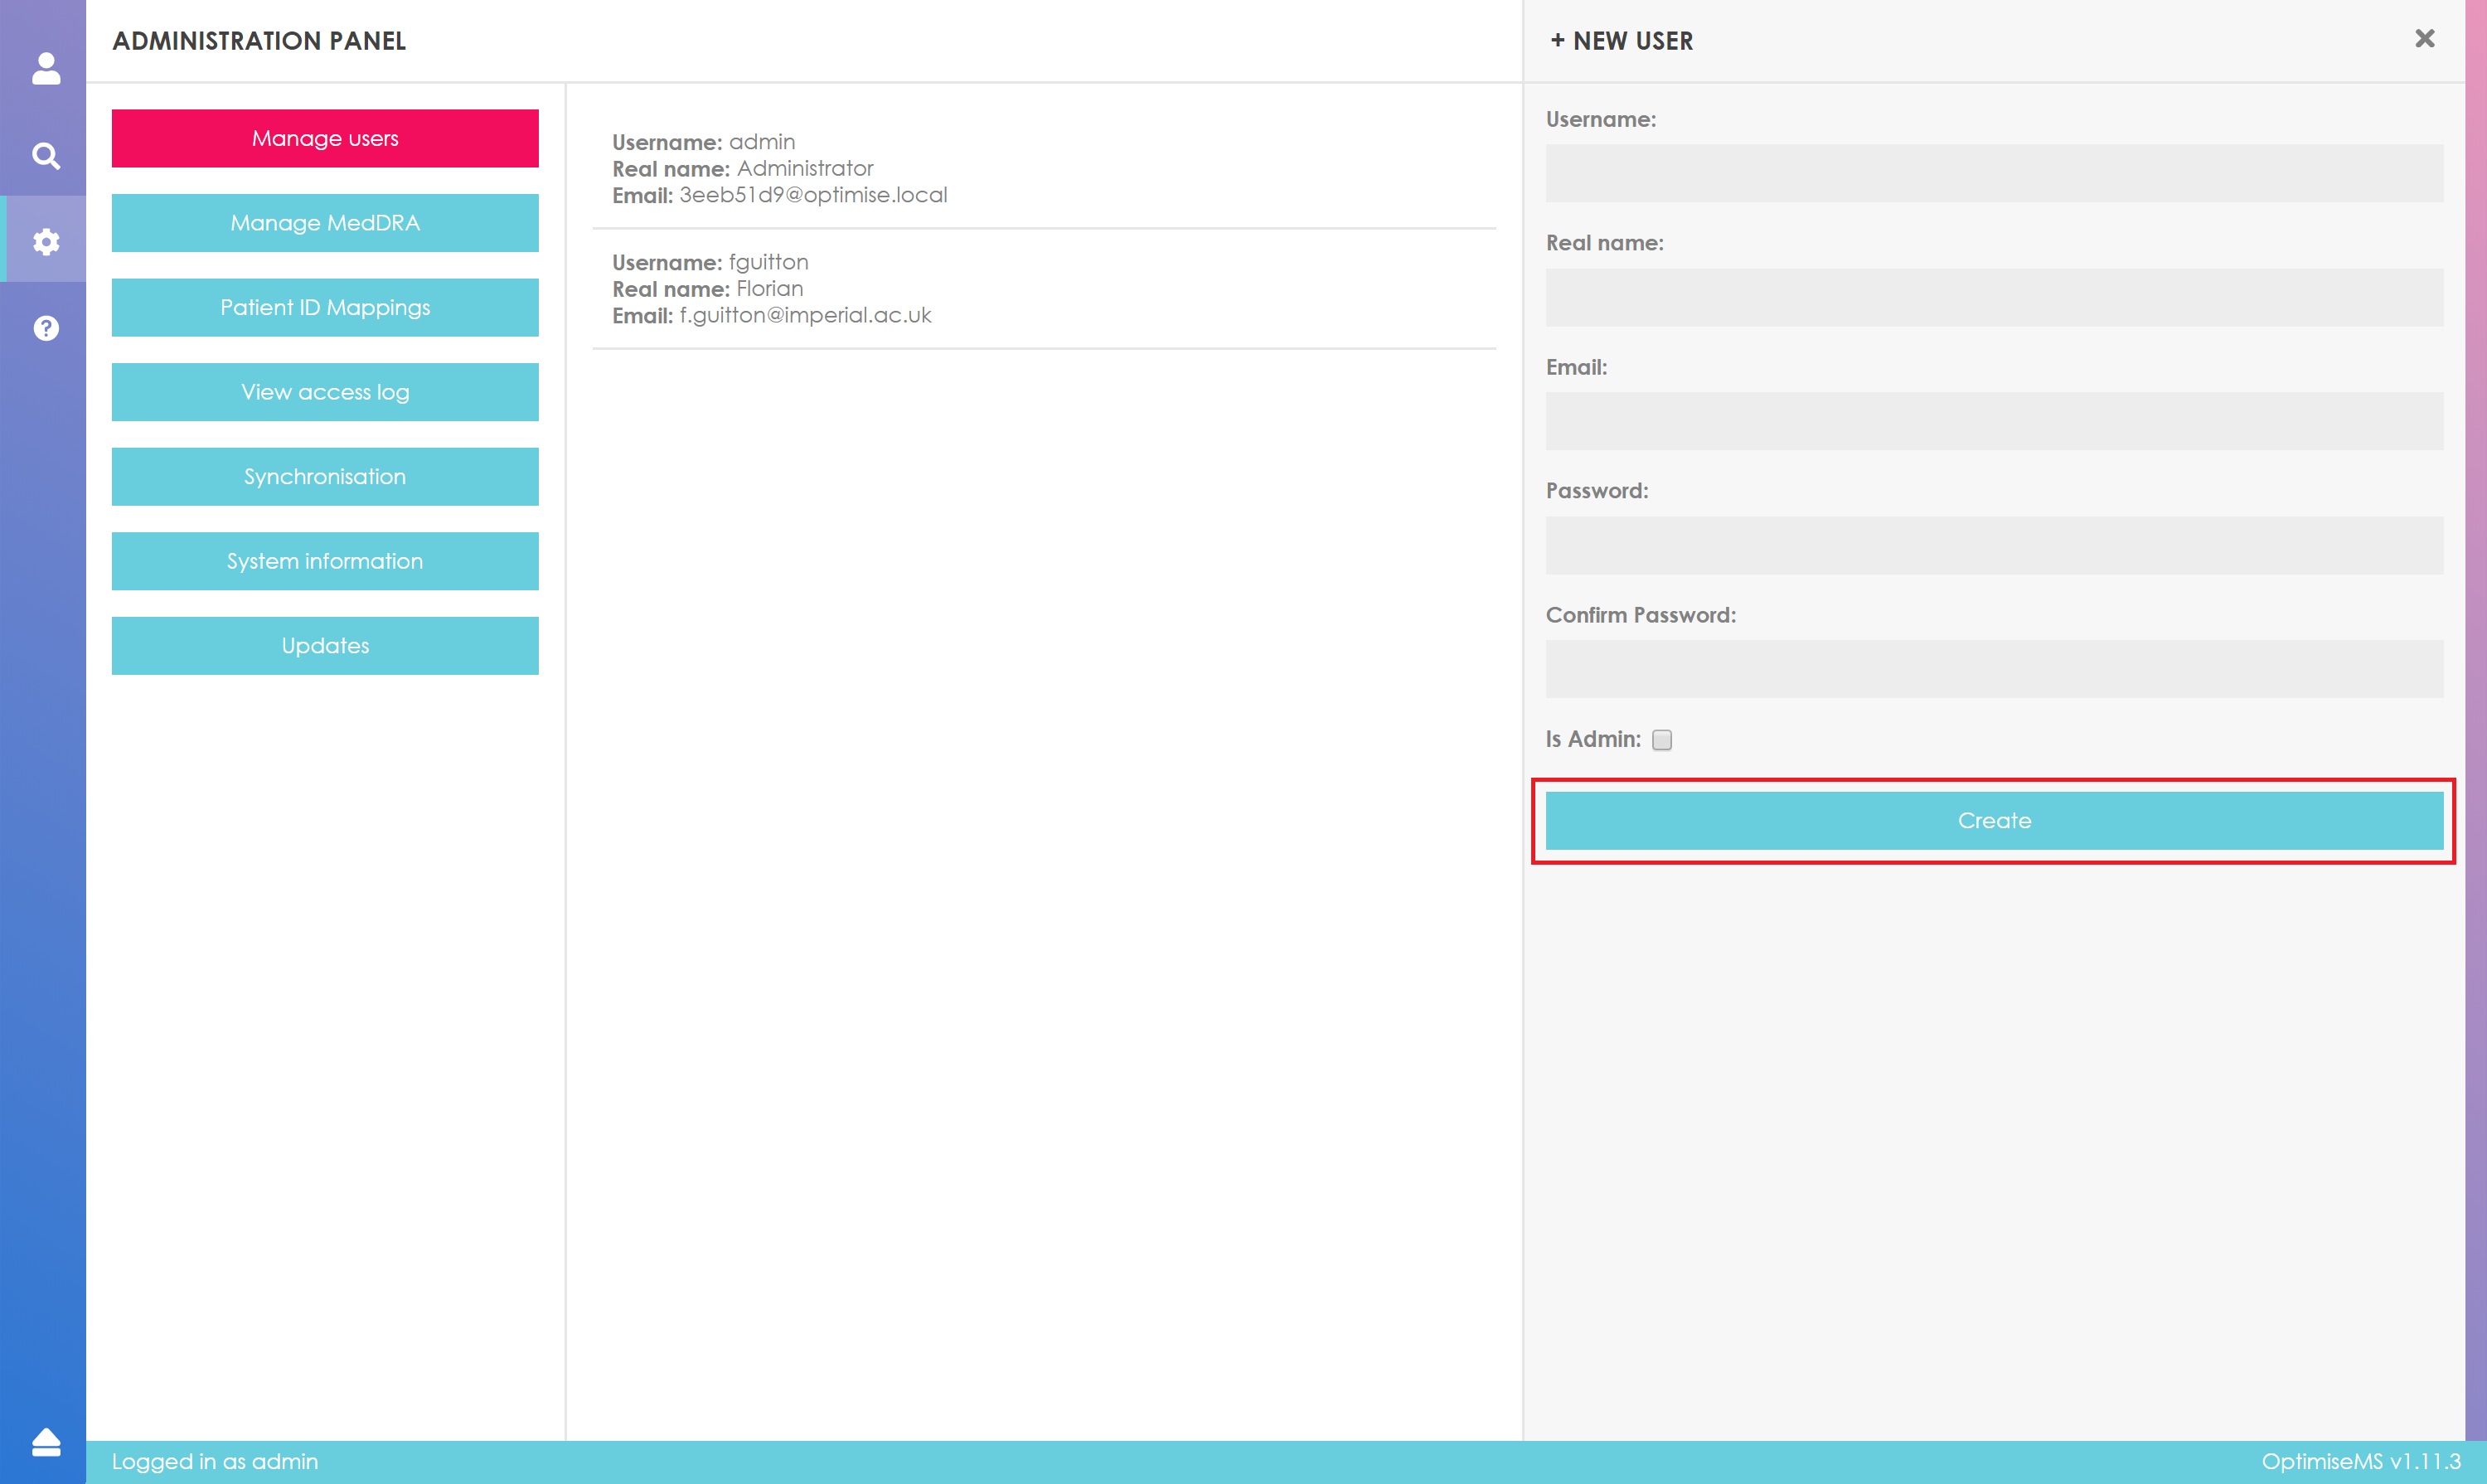 ADMINISTRATION PANEL
Manage users
Manage MedDRA
Patient ID Mappings
View access log
Synchronisation
System information
Updates
Username: admin
Real name: Administrator
Email: 3eeb51d9@optimise.local
Username: fguitton
Real name: Florian
Email: f.guitton@imperial.ac.uk
+ NEW USER
Username:
Real name:
Email:
Password:
Confirm Password:
Is Admin:
Create
Logged in as admin
OptimiseMS v1.11.3